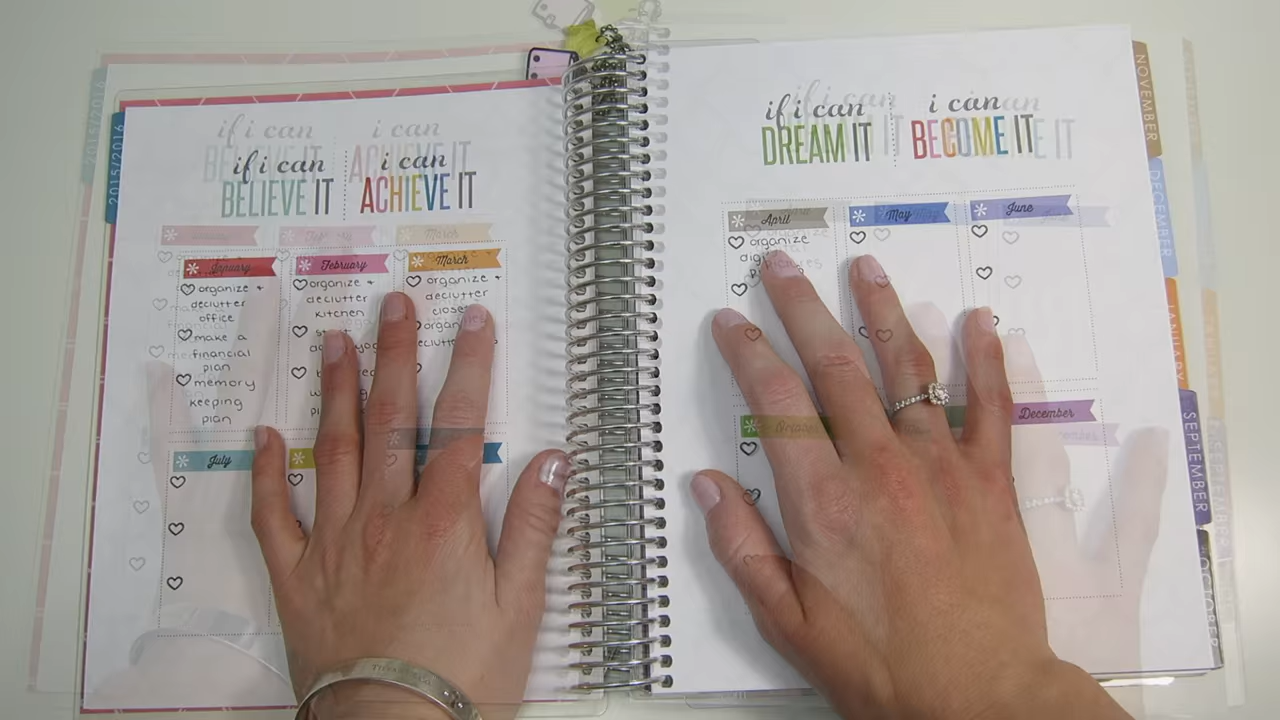 2015/2016
if i can
BELIEVE IT
i can
ACHIEVE IT
January
organize +
declutter
office
make a
financial
plan
memory
keeping
plan
February
organize +
declutter
kitchen
March
organize +
declutter
July
if i can
DREAM IT
i can
BECOME IT
April
organize
May
June
October
December
NOVEMBER
DECEMBER
JANUARY
SEPTEMBER
OCTOBER